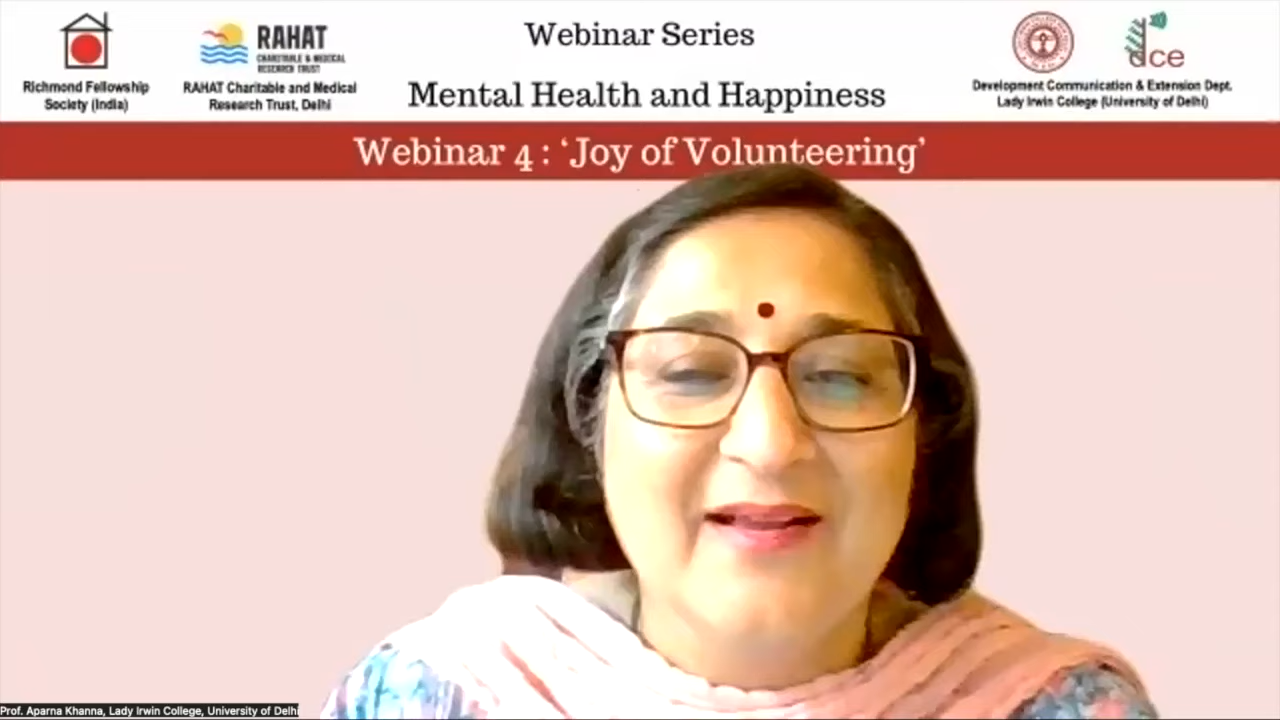 Webinar Series
RAHAT
CHARITABLE & MEDICAL
RESEARCH TRUST
dce
Richmond Fellowship
Society (India)
RAHAT Charitable and Medical
Research Trust, Delhi
Mental Health and Happiness
Development Communication & Extension Dept.
Lady Irwin College (University of Delhi)
Webinar 4 : ‘Joy of Volunteering’
Prof. Aparna Khanna, Lady Irwin College, University of Delhi